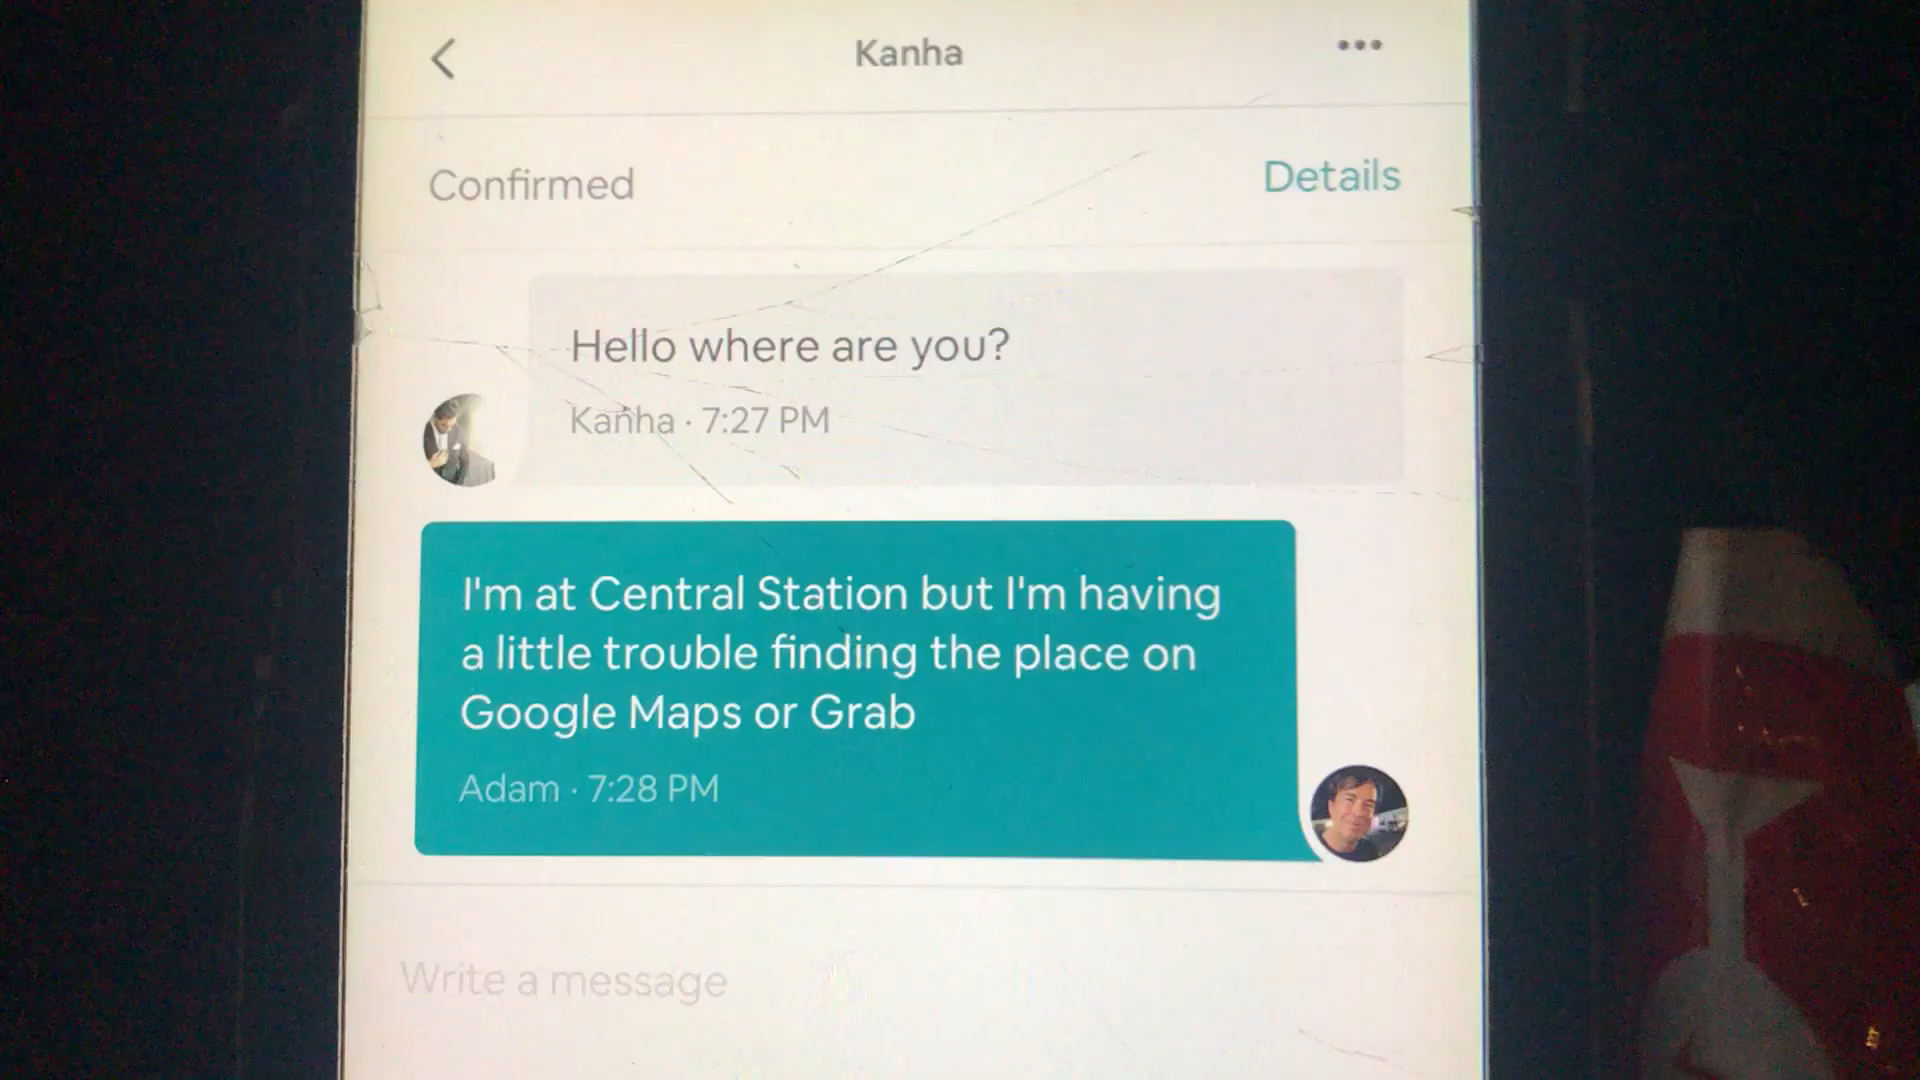 Kanha
Confirmed
Details
Hello where are you?
Kanha · 7:27 PM
I'm at Central Station but I'm having
a little trouble finding the place on
Google Maps or Grab
Adam · 7:28 PM
Write a message